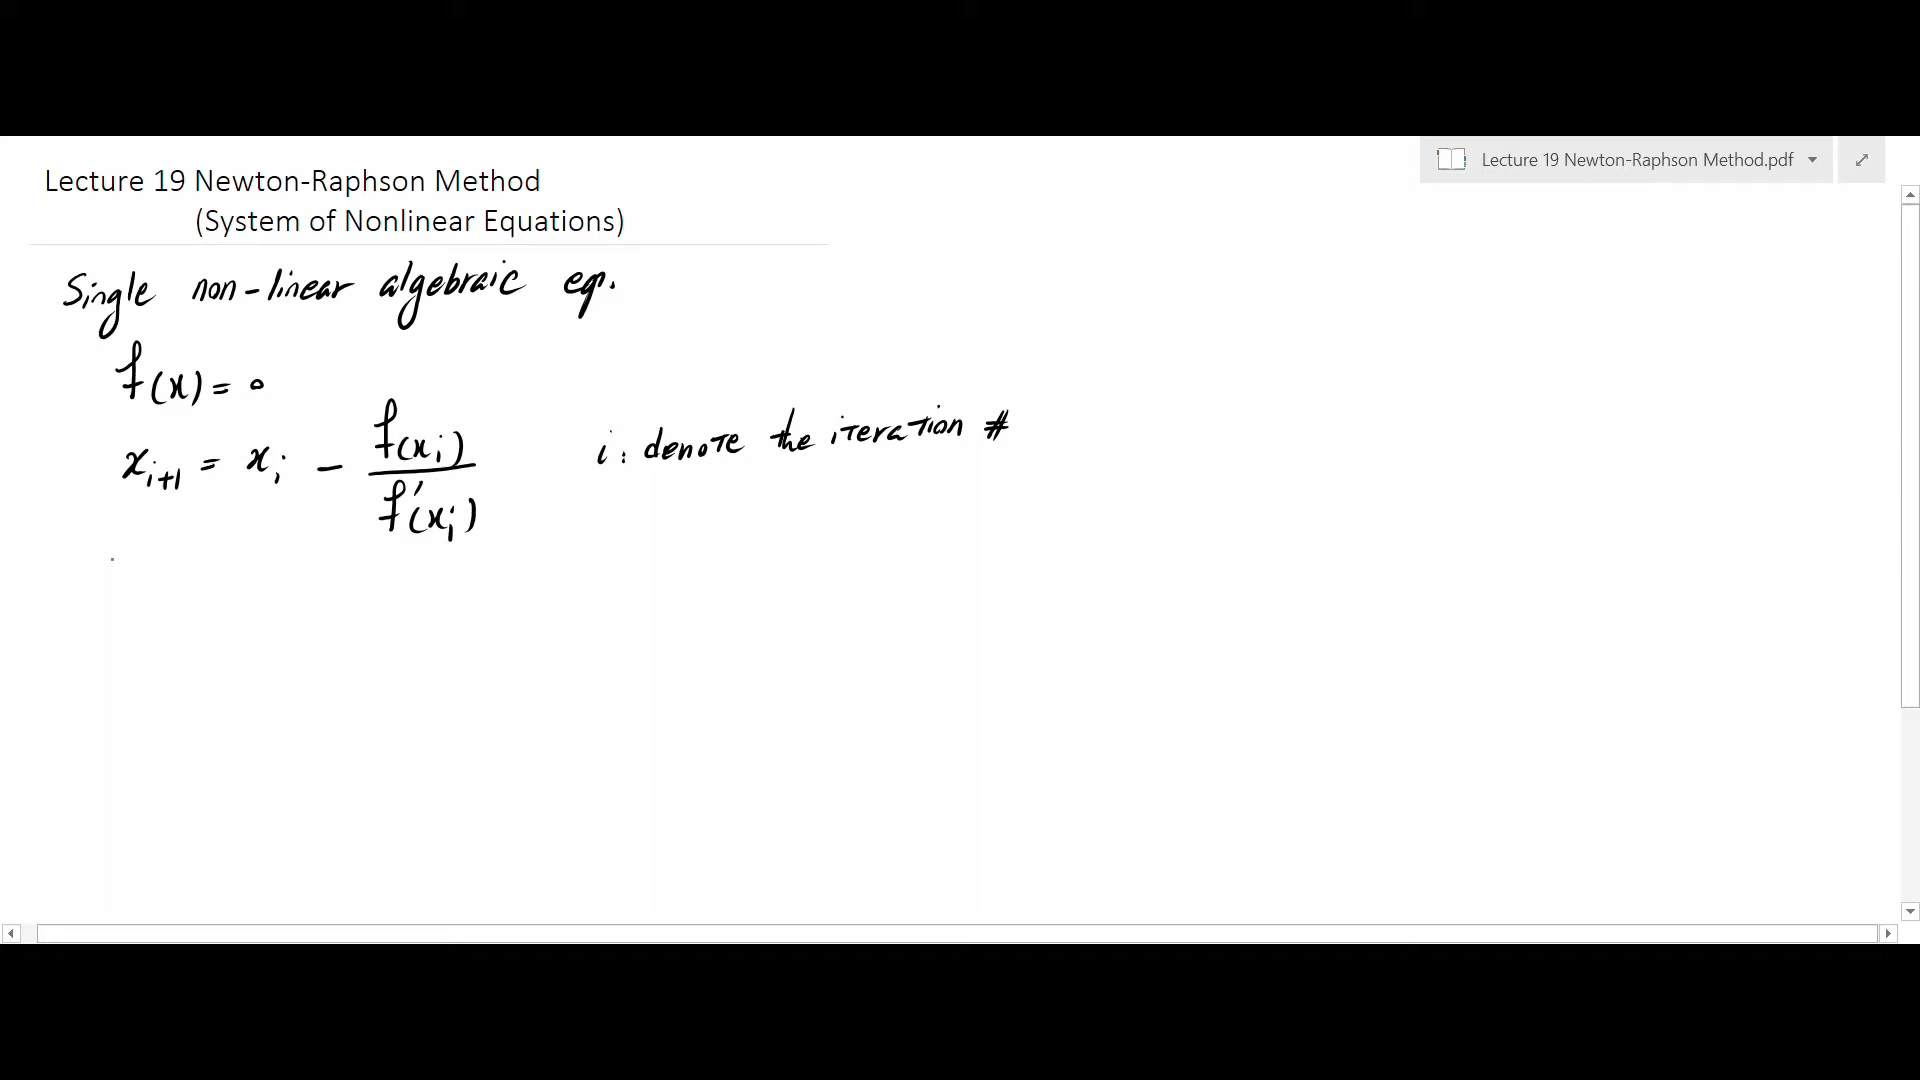 Lecture 19 Newton-Raphson Method.pdf
Lecture 19 Newton-Raphson Method
(System of Nonlinear Equations)
Single non-linear algebraic eq.
f(x) = 0
x_{i+1} = x_i - f(x_i) / f'(x_i)    i: denote the iteration #